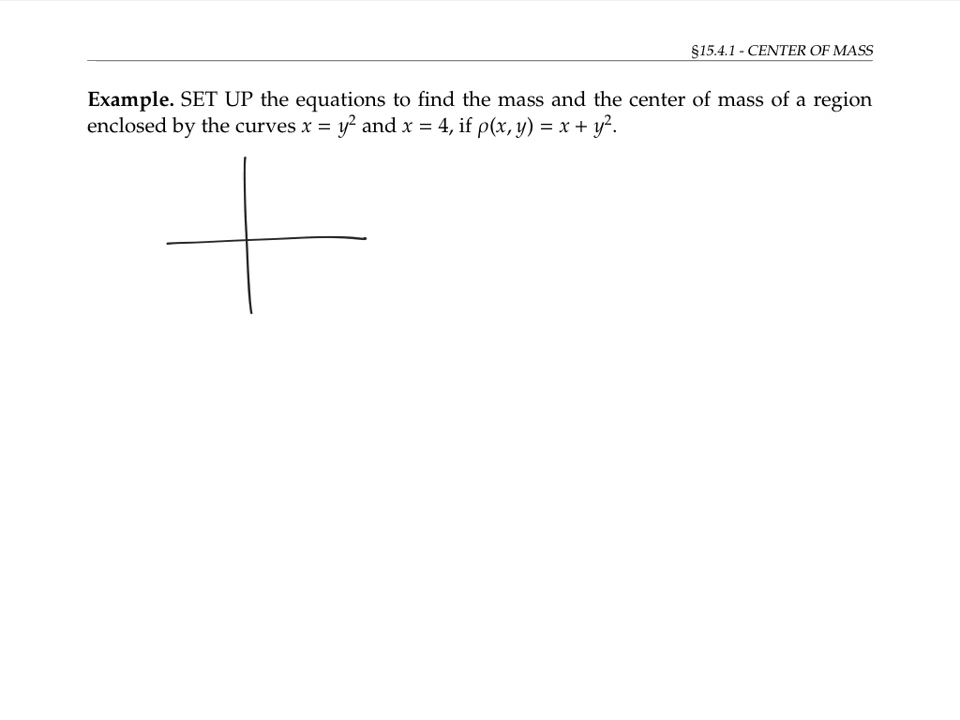 §15.4.1 - CENTER OF MASS
Example. SET UP the equations to find the mass and the center of mass of a region
enclosed by the curves x = y² and x = 4, if ρ(x, y) = x + y².